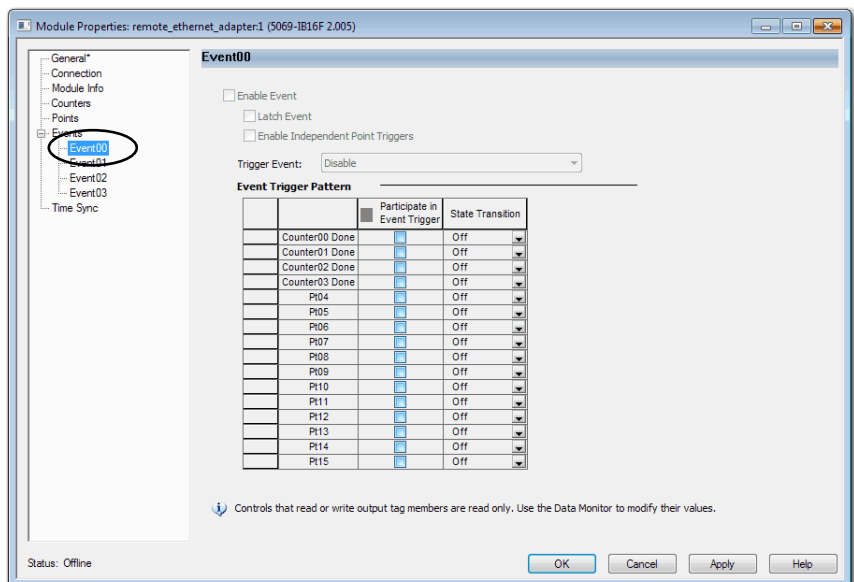 Module Properties: remote_ethernet_adapter:1 (5069-IB16F 2.005)
General*
Connection
Module Info
Counters
Points
Events
Event00
Event01
Event02
Event03
Time Sync
Event00
Enable Event
Latch Event
Enable Independent Point Triggers
Trigger Event: Disable
Event Trigger Pattern
Participate in
Event Trigger
State Transition
Counter00 Done Off
Counter01 Done Off
Counter02 Done Off
Counter03 Done Off
Pt04 Off
Pt05 Off
Pt06 Off
Pt07 Off
Pt08 Off
Pt09 Off
Pt10 Off
Pt11 Off
Pt12 Off
Pt13 Off
Pt14 Off
Pt15 Off
Controls that read or write output tag members are read only. Use the Data Monitor to modify their values.
Status: Offline
OK Cancel Apply Help